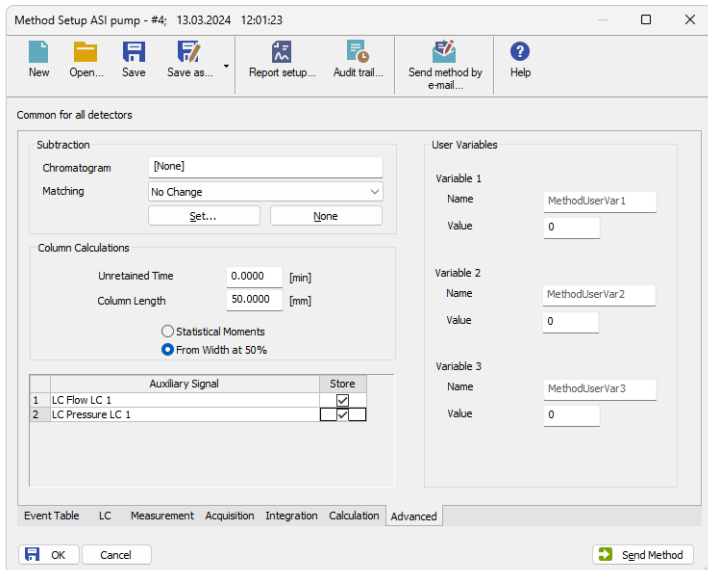 Method Setup ASI pump - #4; 13.03.2024 12:01:23
New Open... Save Save as... Report setup... Audit trail... Send method by e-mail... Help
Common for all detectors
Subtraction
Chromatogram [None]
Matching No Change
Set... None
Column Calculations
Unretained Time 0.0000 [min]
Column Length 50.0000 [mm]
Statistical Moments
From Width at 50%
Auxiliary Signal Store
1 LC Flow LC 1
2 LC Pressure LC 1
User Variables
Variable 1
Name MethodUserVar1
Value 0
Variable 2
Name MethodUserVar2
Value 0
Variable 3
Name MethodUserVar3
Value 0
Event Table LC Measurement Acquisition Integration Calculation Advanced
OK Cancel Send Method